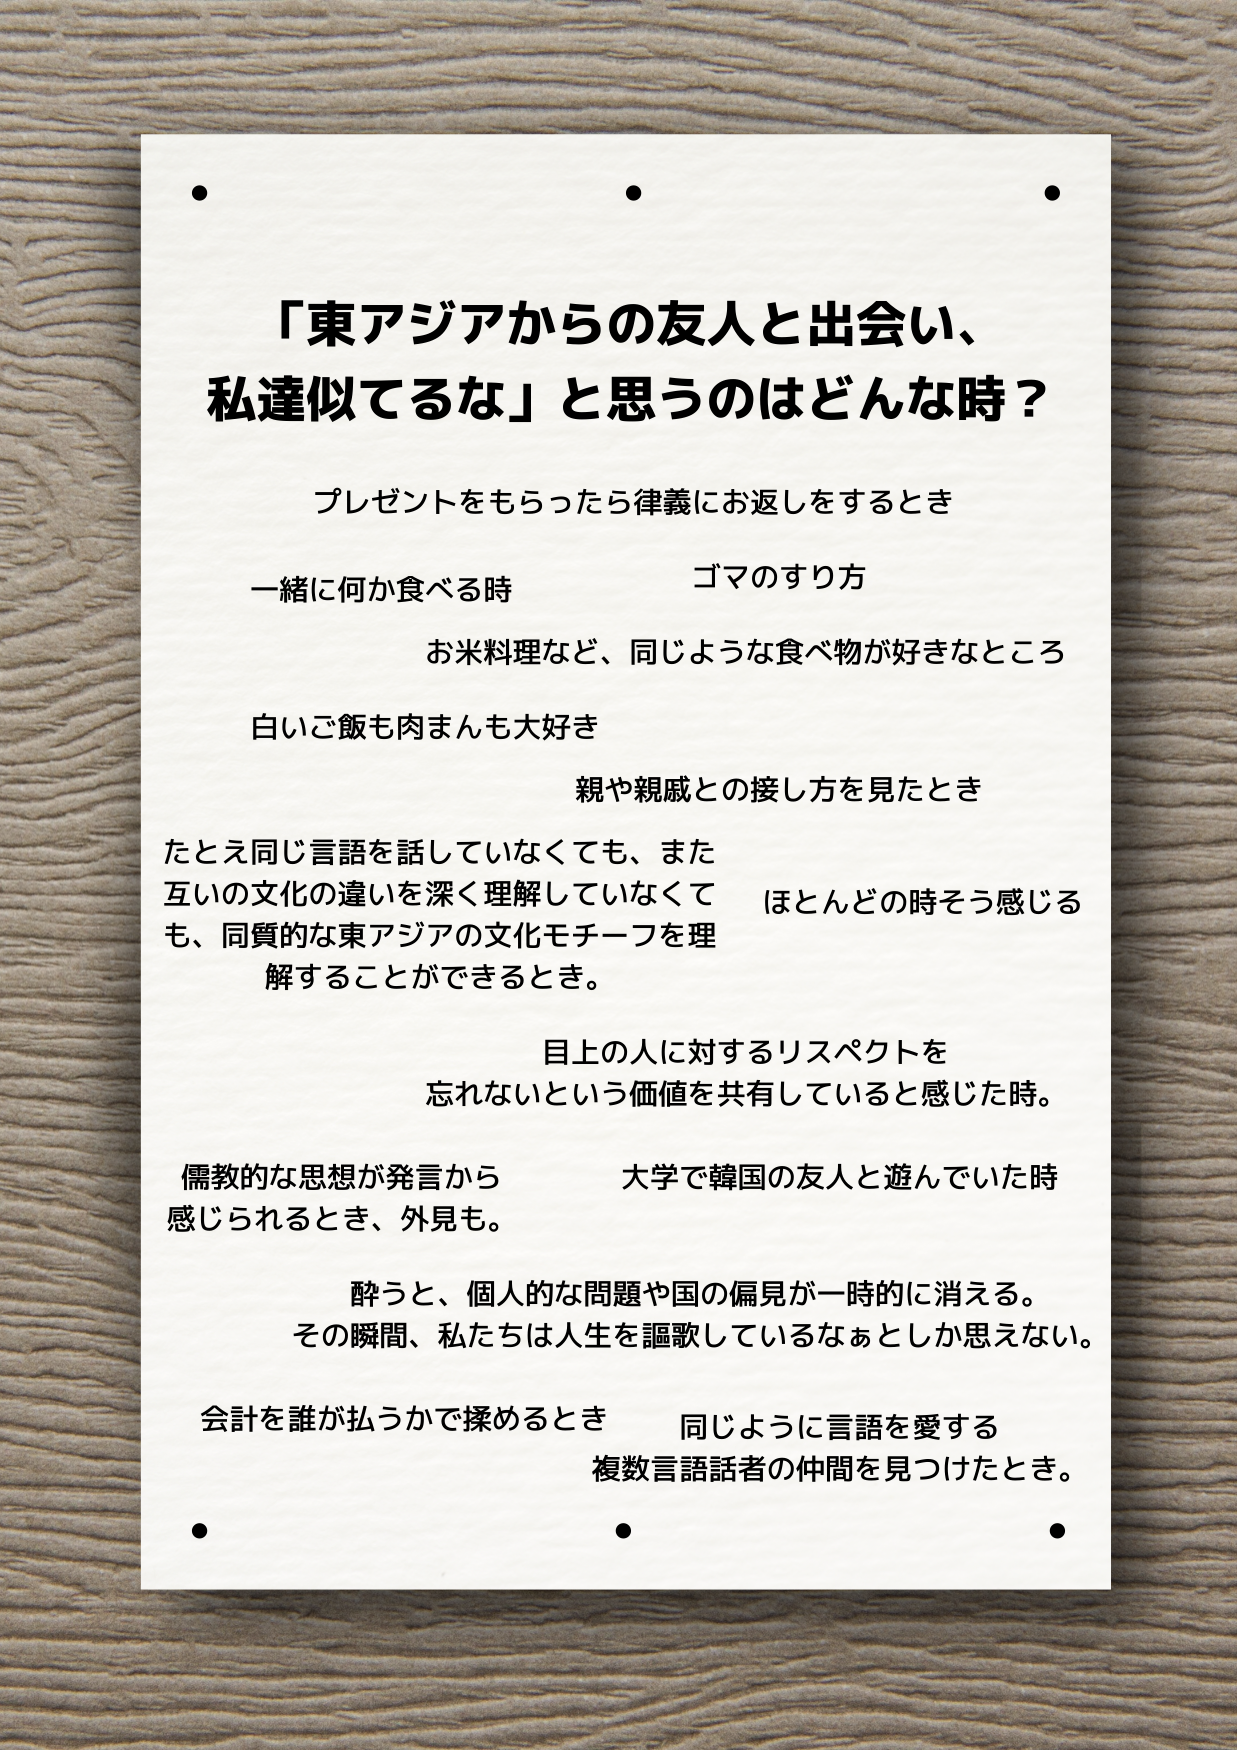 「東アジアからの友人と出会い、
私達似てるな」と思うのはどんな時？
プレゼントをもらったら律義にお返しをするとき
一緒に何か食べる時
ゴマのすり方
お米料理など、同じような食べ物が好きなところ
白いご飯も肉まんも大好き
親や親戚との接し方を見たとき
たとえ同じ言語を話していなくても、また
互いの文化の違いを深く理解していなくて
も、同質的な東アジアの文化モチーフを理
解することができるとき。
ほとんどの時そう感じる
目上の人に対するリスペクトを
忘れないという価値を共有していると感じた時。
儒教的な思想が発言から
感じられるとき、外見も。
大学で韓国の友人と遊んでいた時
酔うと、個人的な問題や国の偏見が一時的に消える。
その瞬間、私たちは人生を謳歌しているなぁとしか思えない。
会計を誰が払うかで揉めるとき
同じように言語を愛する
複数言語話者の仲間を見つけたとき。